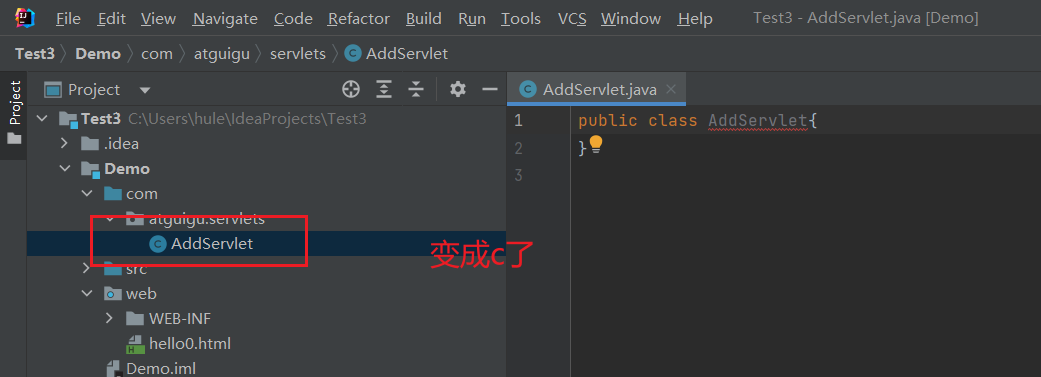 File Edit View Navigate Code Refactor Build Run Tools VCS Window Help Test3 - AddServlet.java [Demo]
Test3 Demo com atguigu servlets C AddServlet
Project
Project
C AddServlet.java
Test3 C:\Users\hule\IdeaProjects\Test3
.idea
Demo
com
atguigu.servlets
C AddServlet
src
web
WEB-INF
H hello0.html
Demo.iml
1 public class AddServlet{
2 }
3
变成c了